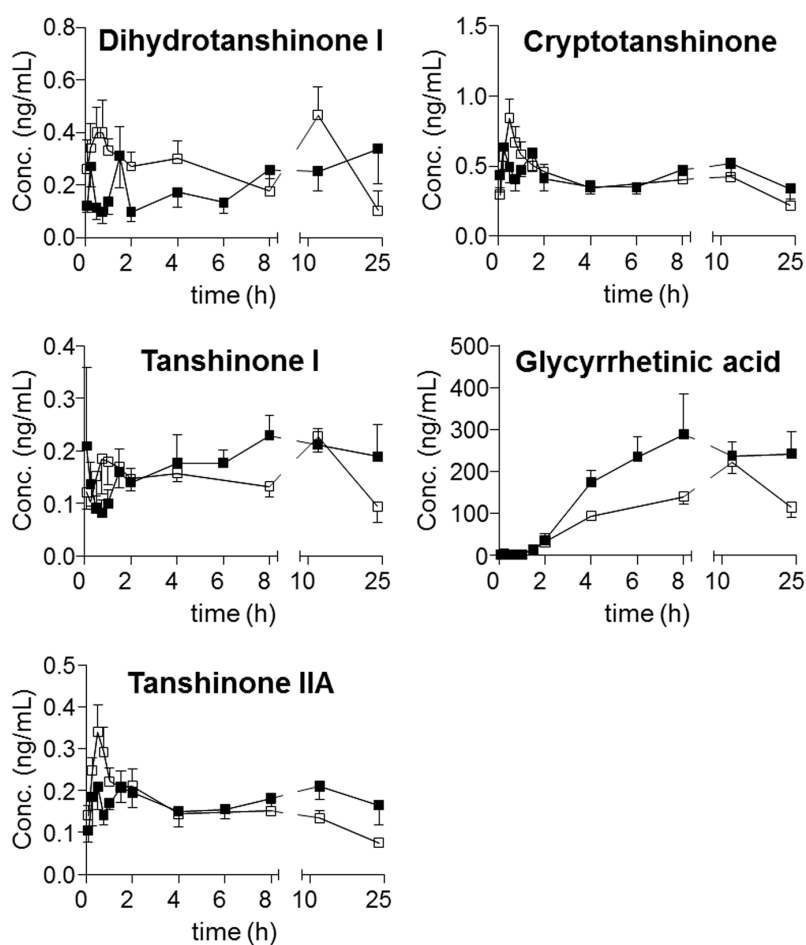 Dihydrotanshinone I
Conc. (ng/mL)
0.8
0.6
0.4
0.2
0.0
0 2 4 6 8 10 25
time (h)
Cryptotanshinone
Conc. (ng/mL)
1.5
1.0
0.5
0.0
0 2 4 6 8 10 25
time (h)
Tanshinone I
Conc. (ng/mL)
0.4
0.3
0.2
0.1
0.0
0 2 4 6 8 10 25
time (h)
Glycyrrhetinic acid
Conc. (ng/mL)
500
400
300
200
100
0
0 2 4 6 8 10 25
time (h)
Tanshinone IIA
Conc. (ng/mL)
0.5
0.4
0.3
0.2
0.1
0.0
0 2 4 6 8 10 25
time (h)